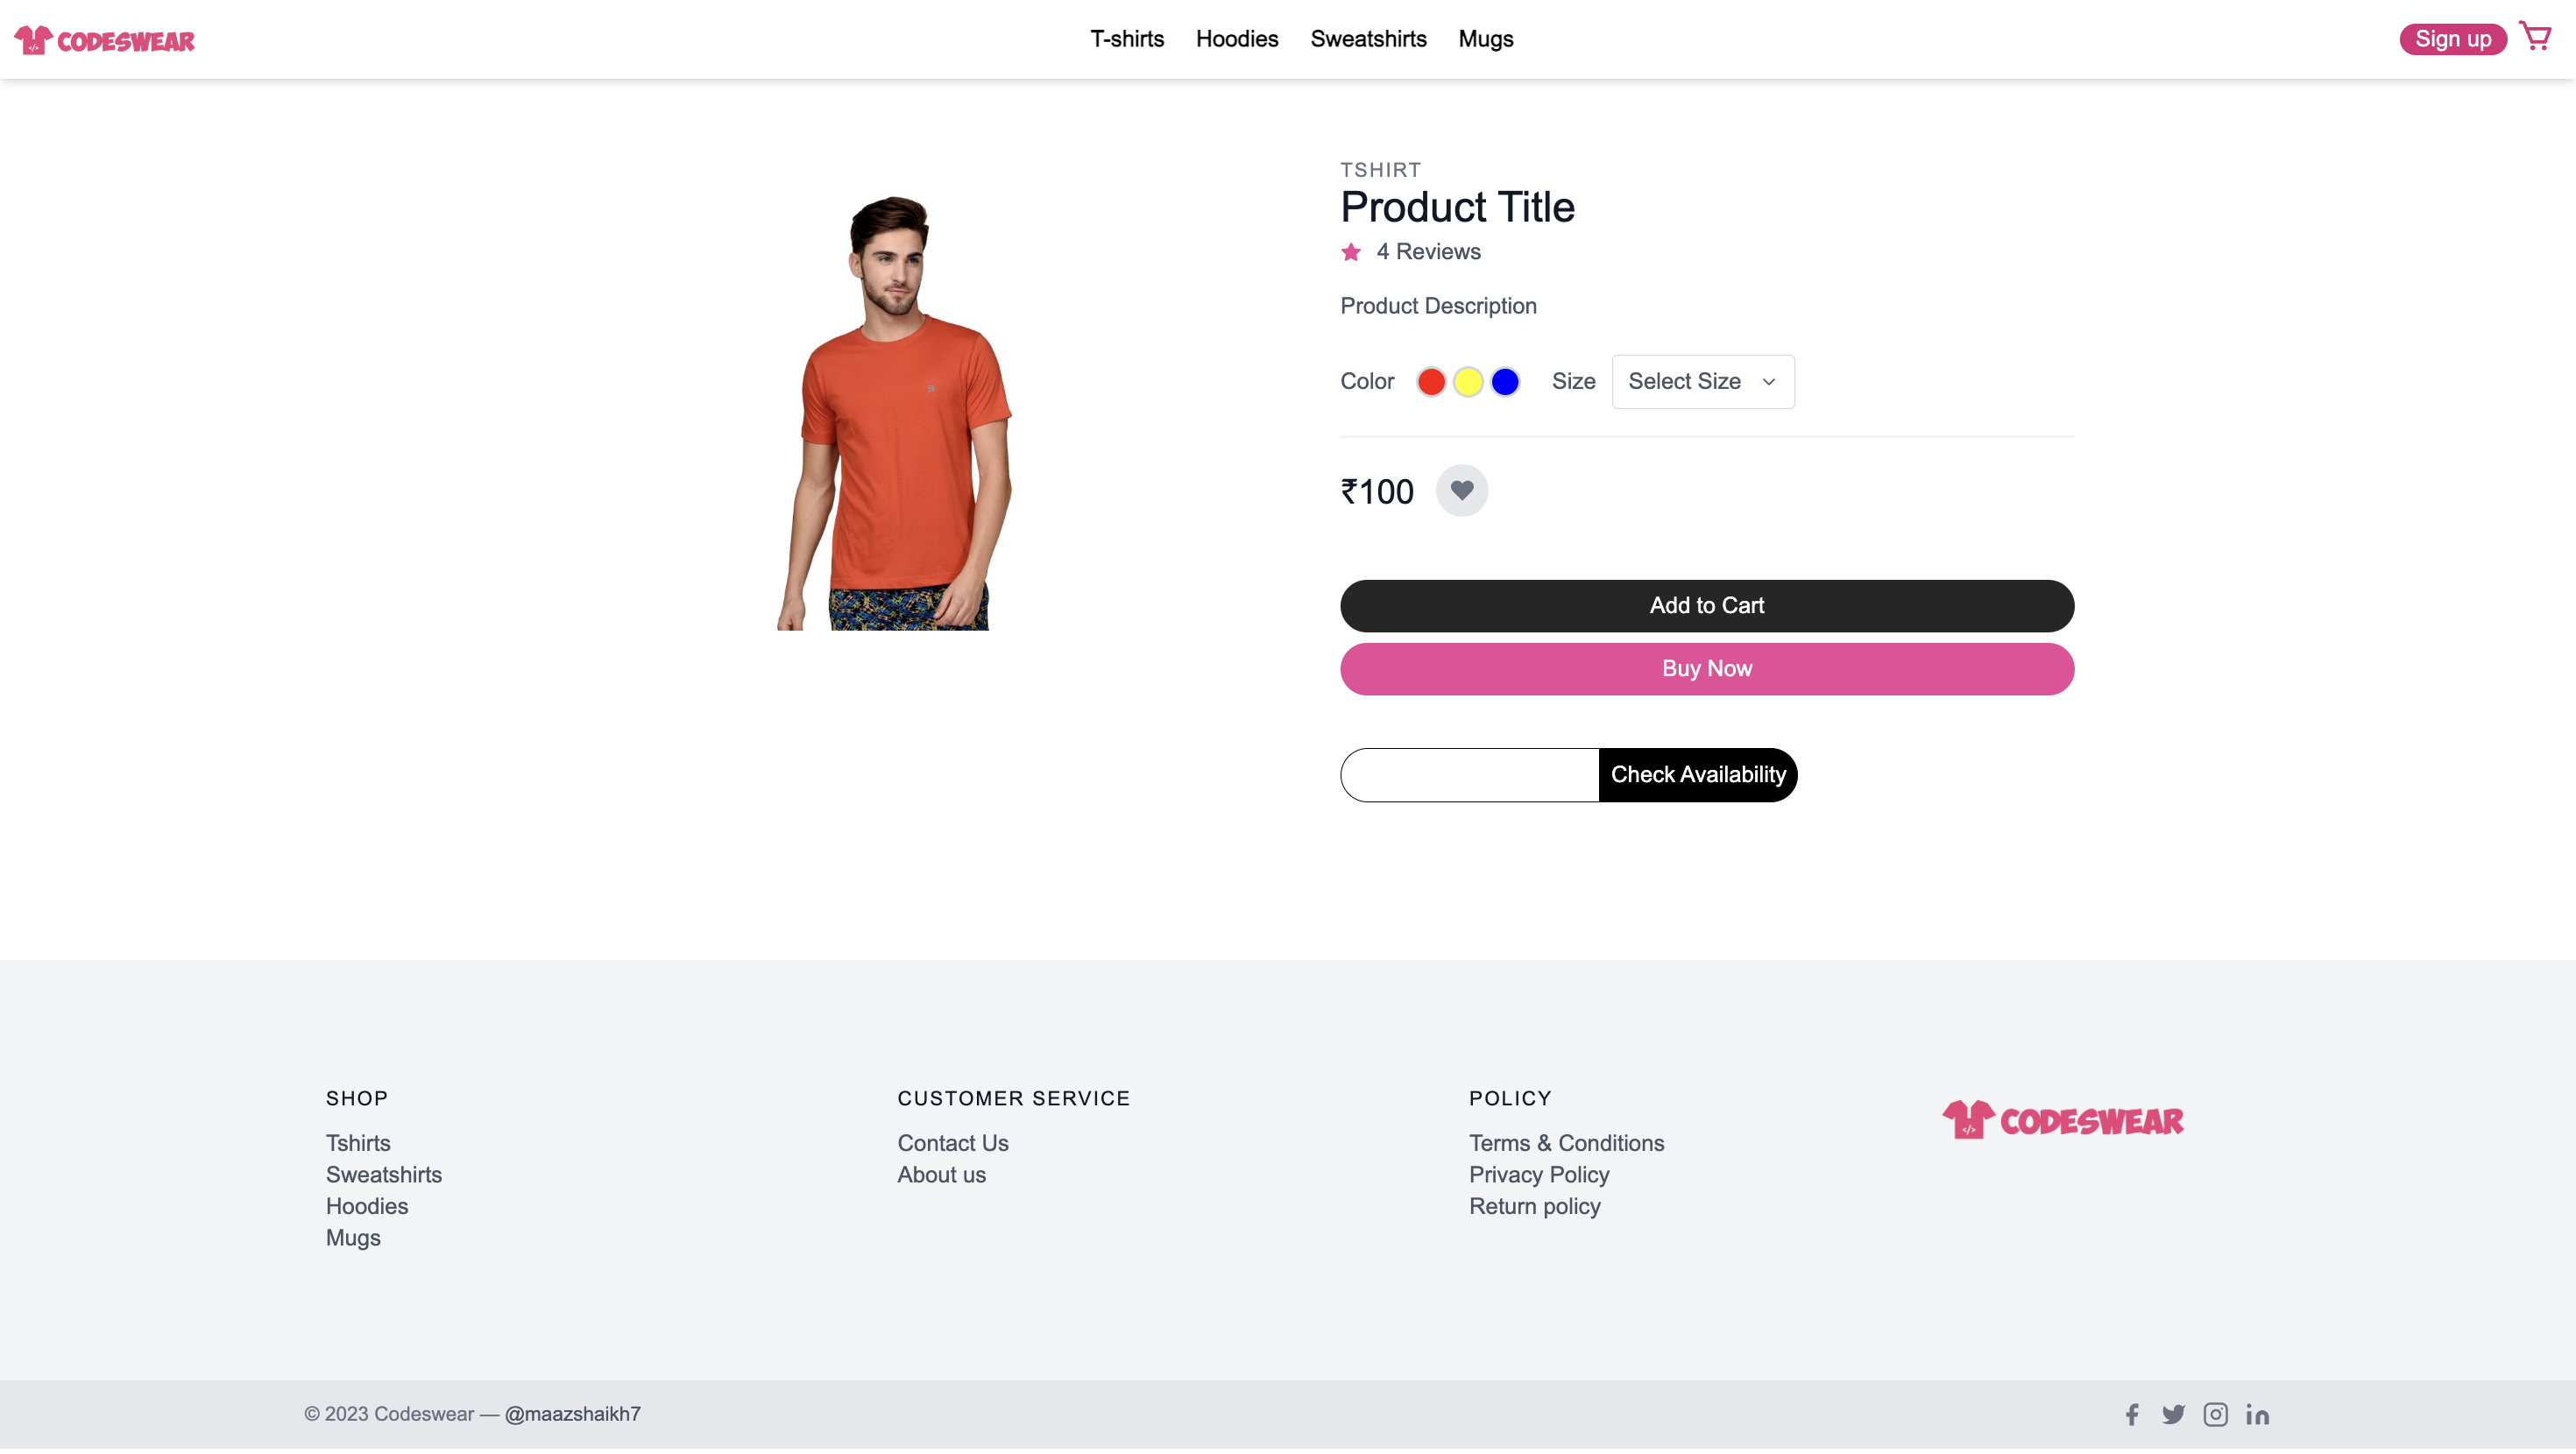 </> CODESWEAR
T-shirts Hoodies Sweatshirts Mugs
Sign up
TSHIRT
Product Title
4 Reviews
Product Description
Color Size Select Size
₹100
Add to Cart
Buy Now
Check Availability
SHOP
Tshirts
Sweatshirts
Hoodies
Mugs
CUSTOMER SERVICE
Contact Us
About us
POLICY
Terms & Conditions
Privacy Policy
Return policy
</> CODESWEAR
© 2023 Codeswear — @maazshaikh7